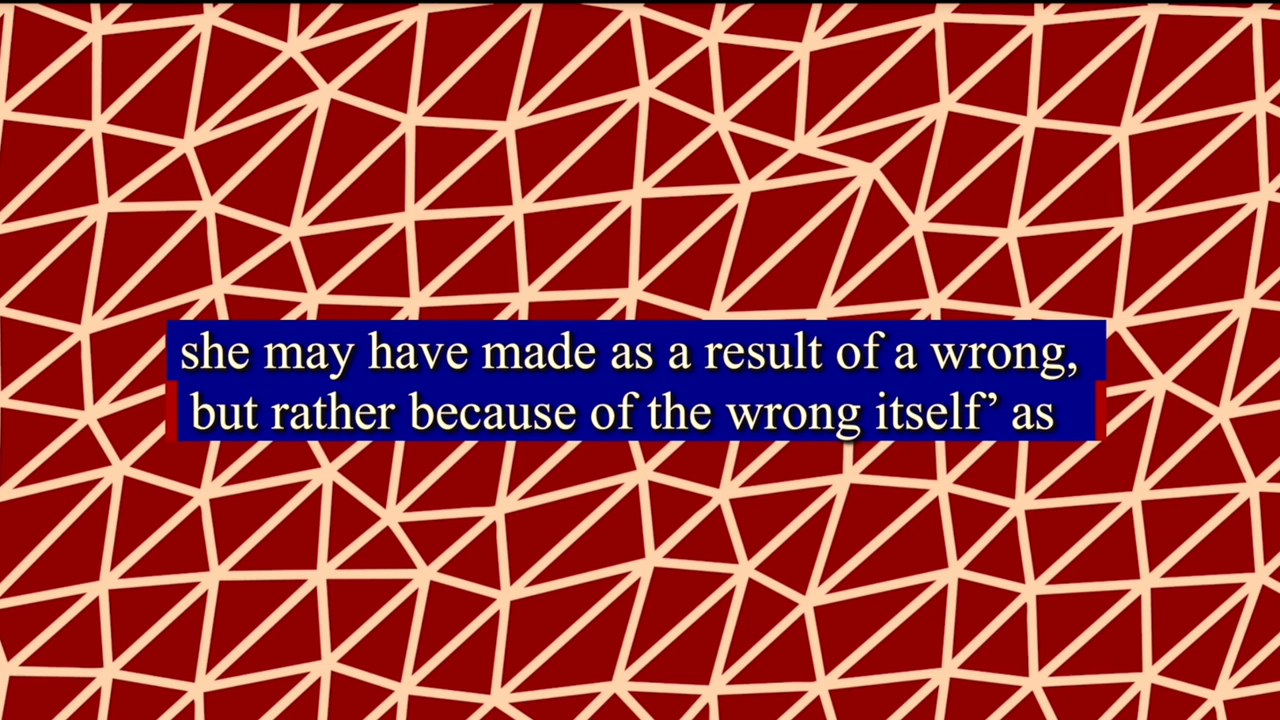 she may have made as a result of a wrong,
but rather because of the wrong itself’ as